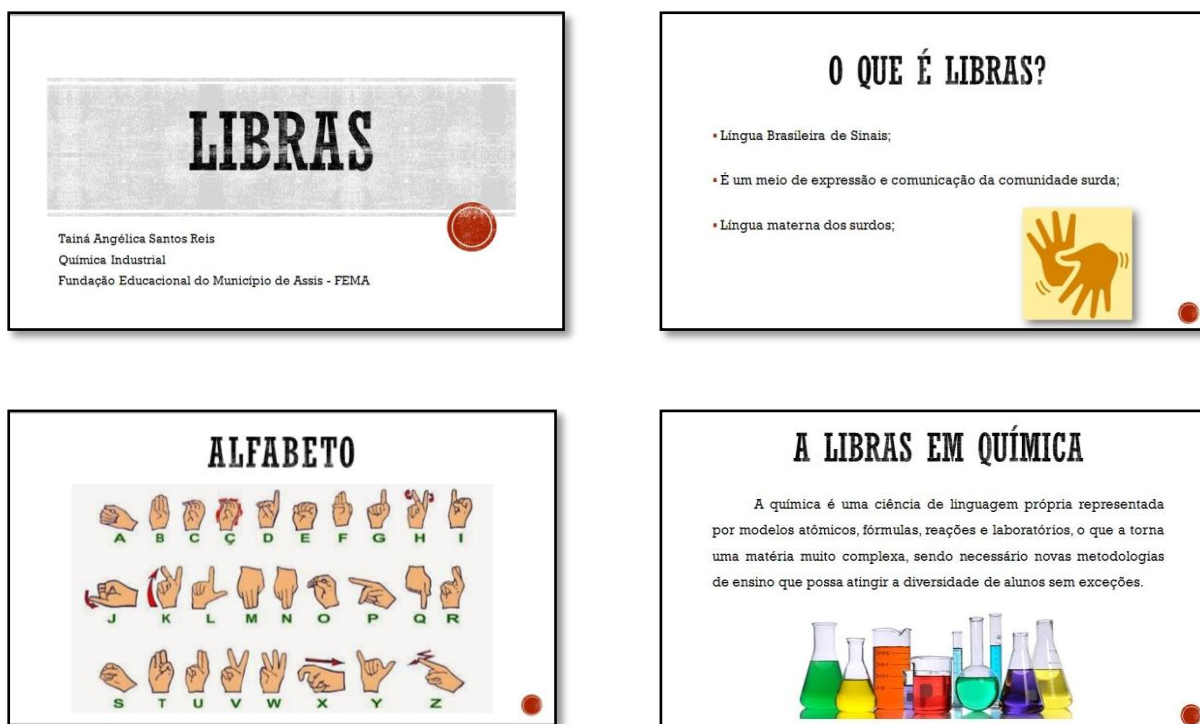 LIBRAS
Tainá Angélica Santos Reis
Química Industrial
Fundação Educacional do Município de Assis - FEMA
O QUE É LIBRAS?
▪ Língua Brasileira de Sinais;
▪ É um meio de expressão e comunicação da comunidade surda;
▪ Língua materna dos surdos;
ALFABETO
A B C Ç D E F G H I
J K L M N O P Q R
S T U V W X Y Z
A LIBRAS EM QUÍMICA
A química é uma ciência de linguagem própria representada
por modelos atômicos, fórmulas, reações e laboratórios, o que a torna
uma matéria muito complexa, sendo necessário novas metodologias
de ensino que possa atingir a diversidade de alunos sem exceções.